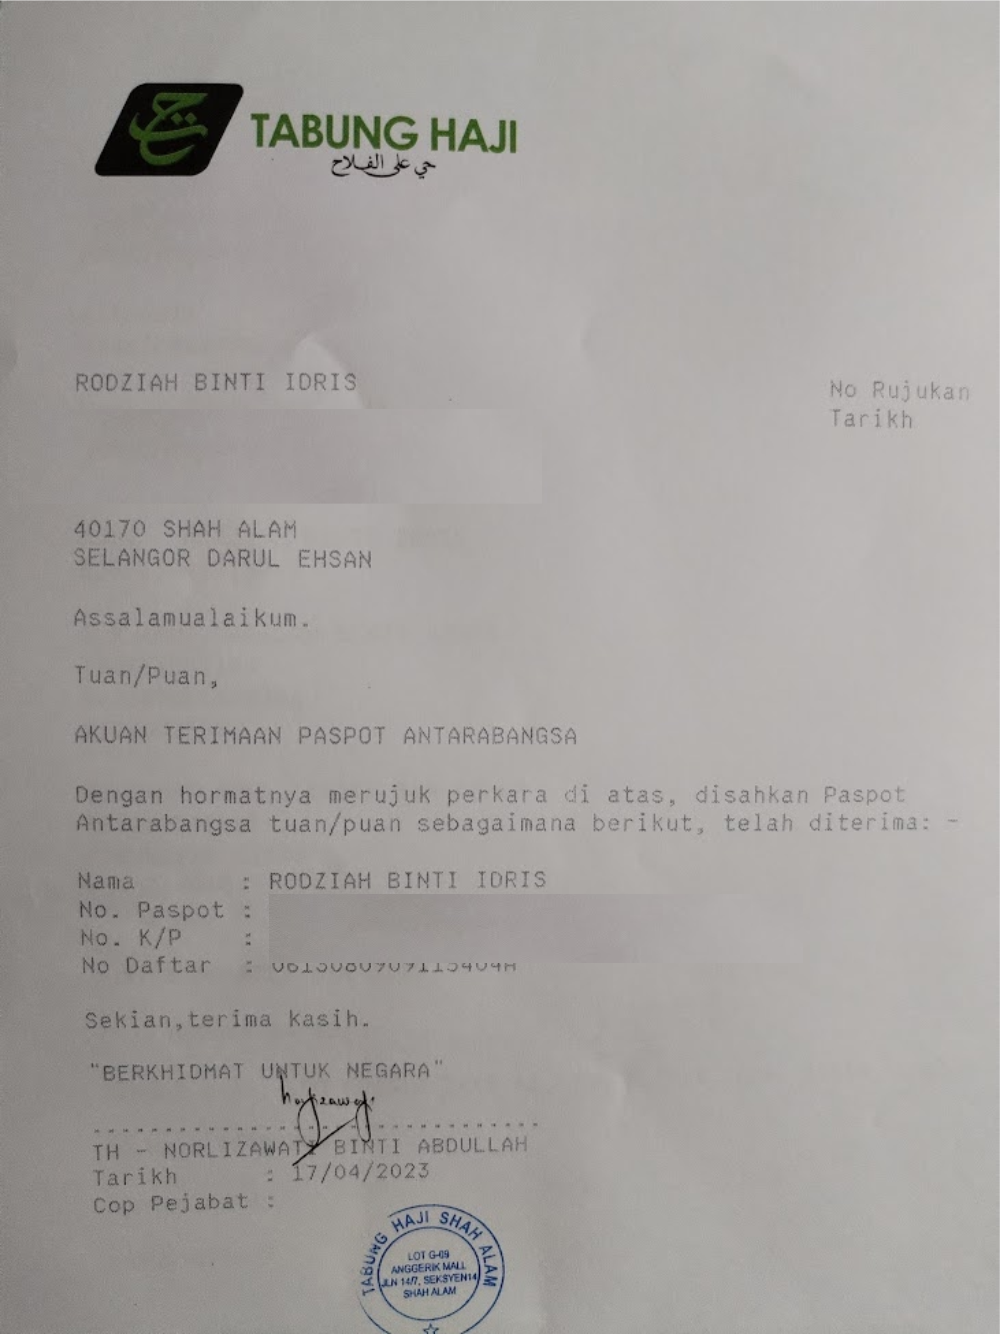 TABUNG HAJI
حي على الفلاح
RODZIAH BINTI IDRIS
No Rujukan
Tarikh
40170 SHAH ALAM
SELANGOR DARUL EHSAN
Assalamualaikum.
Tuan/Puan,
AKUAN TERIMAAN PASPOT ANTARABANGSA
Dengan hormatnya merujuk perkara di atas, disahkan Paspot
Antarabangsa tuan/puan sebagaimana berikut, telah diterima: -
Nama : RODZIAH BINTI IDRIS
No. Paspot :
No. K/P :
No Daftar :
Sekian,terima kasih.
"BERKHIDMAT UNTUK NEGARA"
TH - NORLIZAWATI BINTI ABDULLAH
Tarikh : 17/04/2023
Cop Pejabat :
TABUNG HAJI SHAH ALAM
LOT G-69
ANGGERIK MALL
JLN 14/7, SEKSYEN14
SHAH ALAM